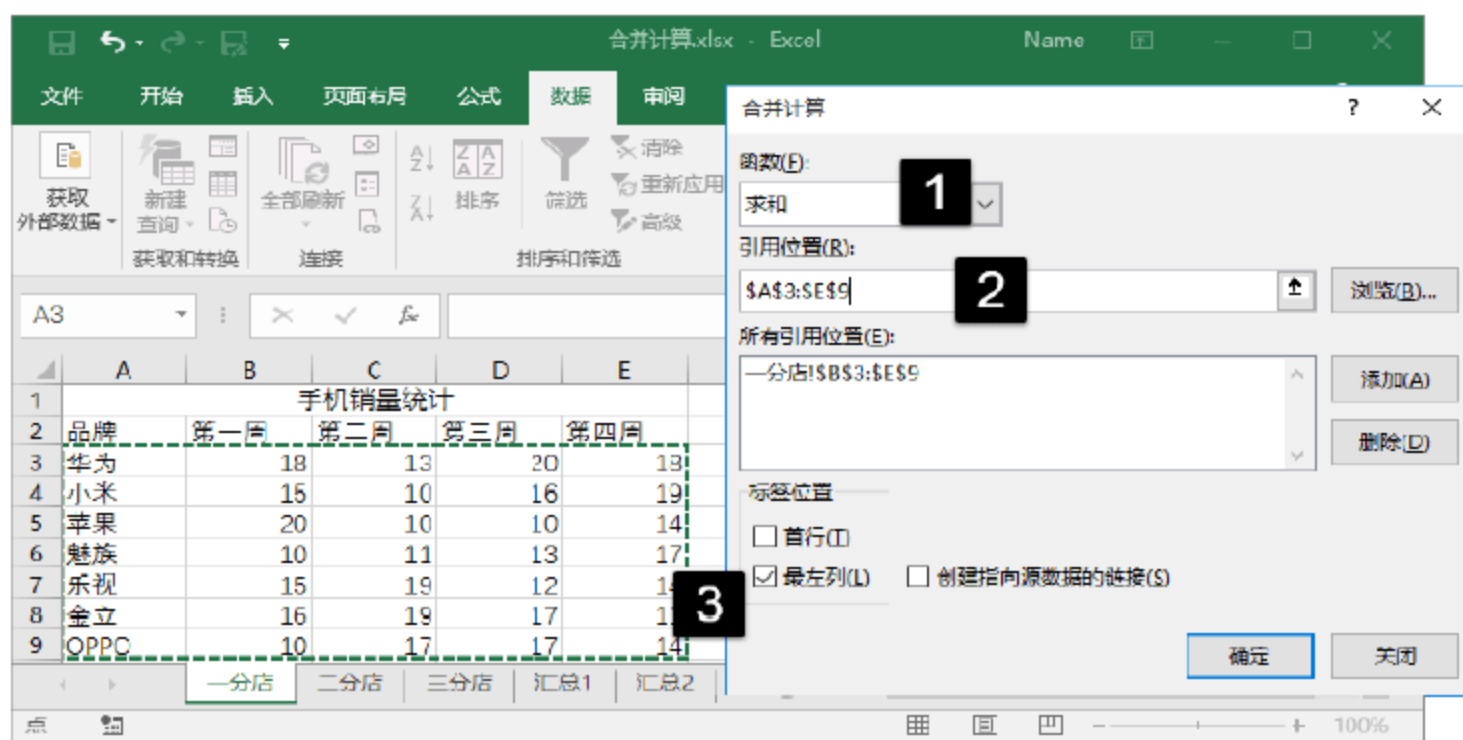 合并计算.xlsx - Excel Name
文件 开始 插入 页面布局 公式 数据 审阅
获取
外部数据
新建
查询
全部刷新
排序
筛选
清除
重新应用
高级
获取和转换 连接 排序和筛选
A3
A B C D E
1 手机销量统计
2 品牌 第一周 第二周 第三周 第四周
3 华为 18 13 20 18
4 小米 15 10 16 19
5 苹果 20 10 10 14
6 魅族 10 11 13 17
7 乐视 15 19 12
8 金立 16 19 17
9 OPPO 10 17 17 14
一分店 二分店 三分店 汇总1 汇总2
点 100%
合并计算 ?
函数(F):
求和 1
引用位置(R):
$A$3:$E$9 2 浏览(B)...
所有引用位置(E):
一分店!$B$3:$E$9
添加(A)
删除(D)
标签位置
首行(T)
3 最左列(L) 创建指向源数据的链接(S)
确定 关闭